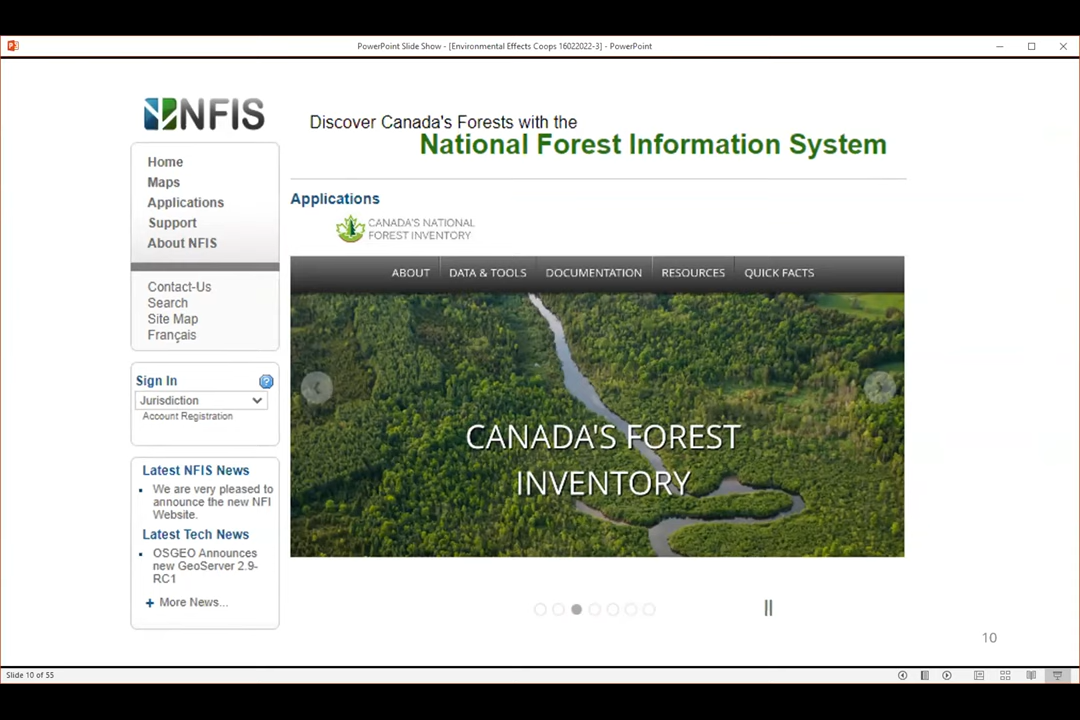 PowerPoint Slide Show - [Environmental Effects Coops 16022022-3] - PowerPoint
NFIS
Discover Canada's Forests with the
National Forest Information System
Home
Maps
Applications
Support
About NFIS
Contact-Us
Search
Site Map
Français
Sign In
Jurisdiction
Account Registration
Latest NFIS News
We are very pleased to
announce the new NFI
Website.
Latest Tech News
OSGEO Announces
new GeoServer 2.9-
RC1
+ More News...
Applications
CANADA'S NATIONAL
FOREST INVENTORY
ABOUT DATA & TOOLS DOCUMENTATION RESOURCES QUICK FACTS
CANADA'S FOREST
INVENTORY
10
Slide 10 of 55